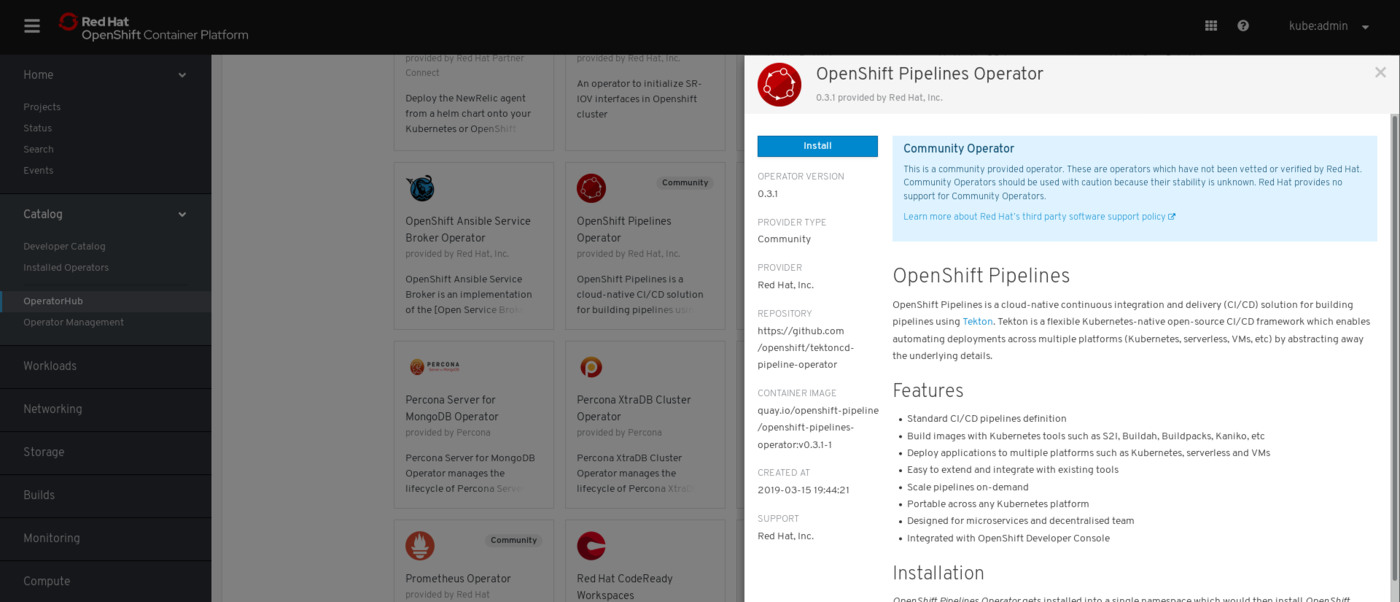 Red Hat
OpenShift Container Platform
kube:admin
Home
Projects
Status
Search
Events
Catalog
Developer Catalog
Installed Operators
OperatorHub
Operator Management
Workloads
Networking
Storage
Builds
Monitoring
Compute
provided by Red Hat Partner
Connect
Deploy the NewRelic agent
from a helm chart onto your
Kubernetes or OpenShift
provided by Red Hat, Inc.
An operator to initialize SR-
IOV interfaces in Openshift
cluster
OpenShift Ansible Service
Broker Operator
provided by Red Hat, Inc.
OpenShift Ansible Service
Broker is an implementation
of the [Open Service Brok
Community
OpenShift Pipelines
Operator
provided by Red Hat, Inc.
OpenShift Pipelines is a
cloud-native CI/CD solution
for building pipelines usi
PERCONA
Percona Server for
MongoDB Operator
provided by Percona
Percona Server for MongoDB
Operator manages the
lifecycle of Percona Serve
Percona XtraDB Cluster
Operator
provided by Percona
Percona XtraDB Cluster
Operator manages the
lifecycle of Percona XtraD
Community
Prometheus Operator
provided by Red Hat
Red Hat CodeReady
Workspaces
OpenShift Pipelines Operator
0.3.1 provided by Red Hat, Inc.
Install
OPERATOR VERSION
0.3.1
PROVIDER TYPE
Community
PROVIDER
Red Hat, Inc.
REPOSITORY
https://github.com
/openshift/tektoncd-
pipeline-operator
CONTAINER IMAGE
quay.io/openshift-pipeline
/openshift-pipelines-
operator:v0.3.1-1
CREATED AT
2019-03-15 19:44:21
SUPPORT
Red Hat, Inc.
Community Operator
This is a community provided operator. These are operators which have not been vetted or verified by Red Hat.
Community Operators should be used with caution because their stability is unknown. Red Hat provides no
support for Community Operators.
Learn more about Red Hat's third party software support policy
OpenShift Pipelines
OpenShift Pipelines is a cloud-native continuous integration and delivery (CI/CD) solution for building
pipelines using Tekton. Tekton is a flexible Kubernetes-native open-source CI/CD framework which enables
automating deployments across multiple platforms (Kubernetes, serverless, VMs, etc) by abstracting away
the underlying details.
Features
• Standard CI/CD pipelines definition
• Build images with Kubernetes tools such as S2I, Buildah, Buildpacks, Kaniko, etc
• Deploy applications to multiple platforms such as Kubernetes, serverless and VMs
• Easy to extend and integrate with existing tools
• Scale pipelines on-demand
• Portable across any Kubernetes platform
• Designed for microservices and decentralised team
• Integrated with OpenShift Developer Console
Installation
OpenShift Pipelines Operator gets installed into a single namespace which would then install OpenShift